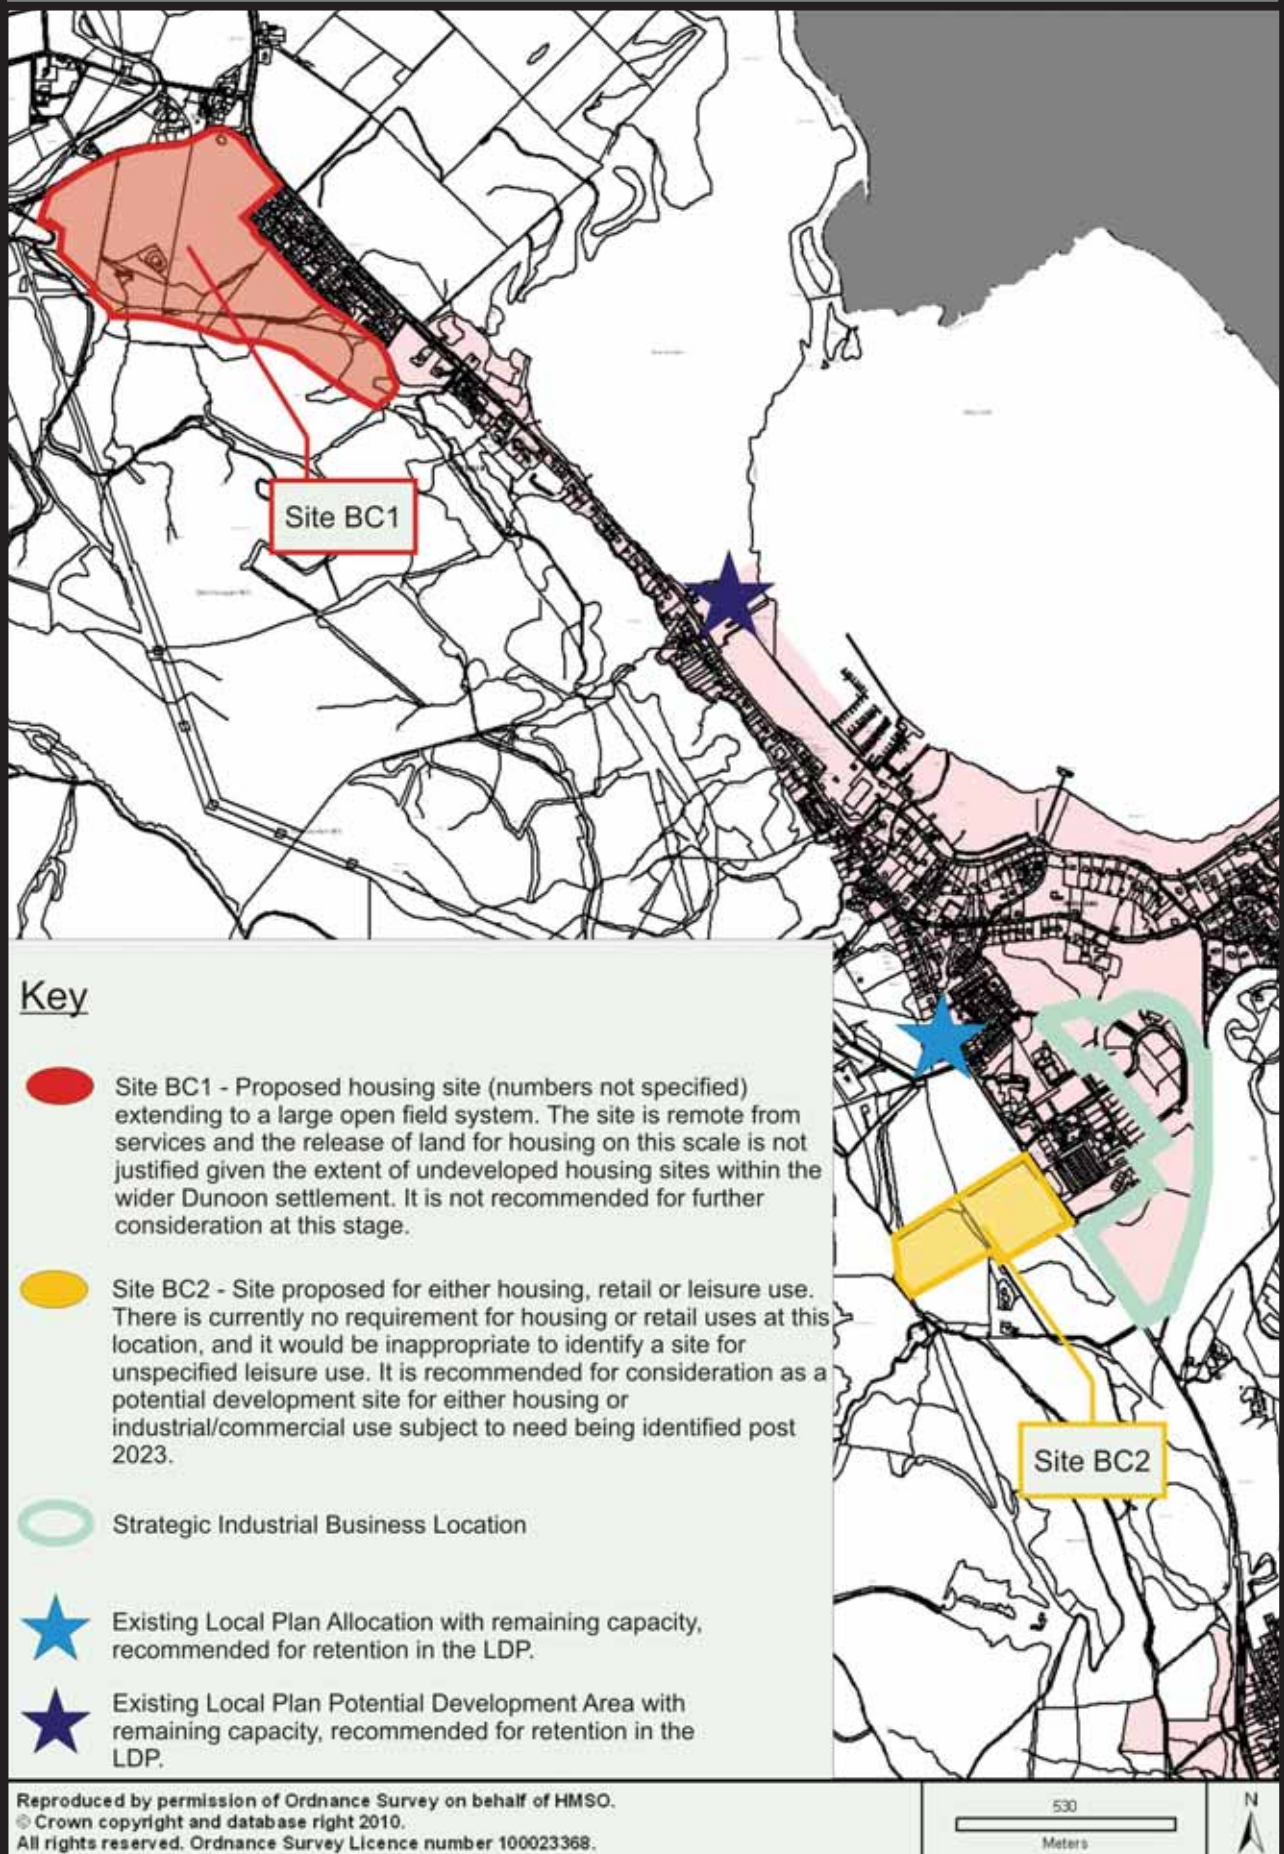 Site BC1
Key
Site BC1 - Proposed housing site (numbers not specified)
extending to a large open field system. The site is remote from
services and the release of land for housing on this scale is not
justified given the extent of undeveloped housing sites within the
wider Dunoon settlement. It is not recommended for further
consideration at this stage.
Site BC2 - Site proposed for either housing, retail or leisure use.
There is currently no requirement for housing or retail uses at this
location, and it would be inappropriate to identify a site for
unspecified leisure use. It is recommended for consideration as a
potential development site for either housing or
industrial/commercial use subject to need being identified post
2023.
Site BC2
Strategic Industrial Business Location
Existing Local Plan Allocation with remaining capacity,
recommended for retention in the LDP.
Existing Local Plan Potential Development Area with
remaining capacity, recommended for retention in the
LDP.
Reproduced by permission of Ordnance Survey on behalf of HMSO.
© Crown copyright and database right 2010.
All rights reserved. Ordnance Survey Licence number 100023368.
530
Meters
N